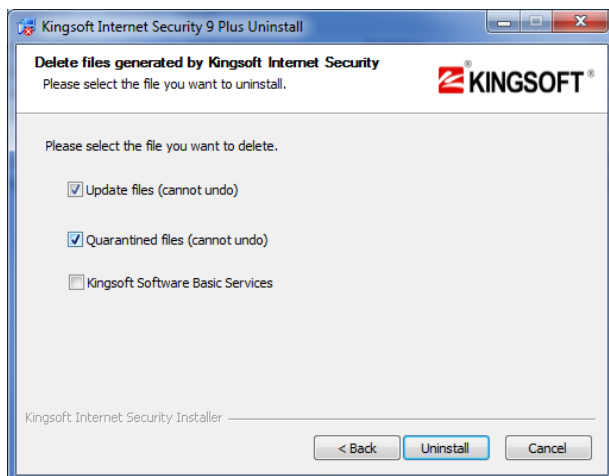 Kingsoft Internet Security 9 Plus Uninstall
Delete files generated by Kingsoft Internet Security
Please select the file you want to uninstall.
KINGSOFT®
Please select the file you want to delete.
Update files (cannot undo)
Quarantined files (cannot undo)
Kingsoft Software Basic Services
Kingsoft Internet Security Installer
< Back Uninstall Cancel